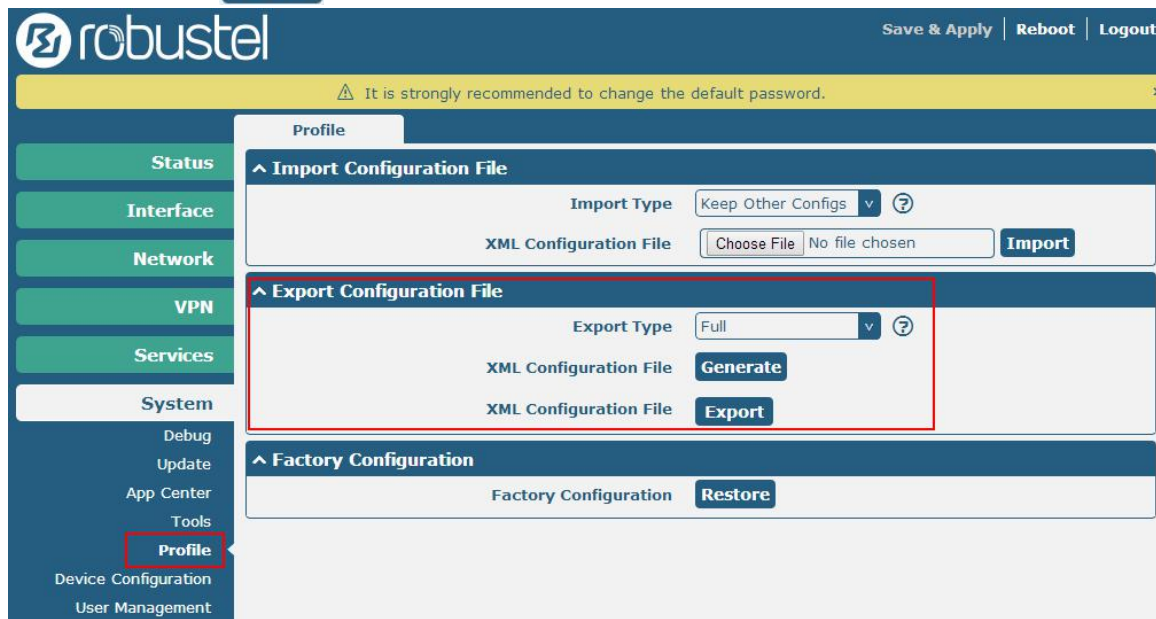 robustel
Save & Apply | Reboot | Logout
⚠ It is strongly recommended to change the default password.
Profile
Status
Interface
Network
VPN
Services
System
Debug
Update
App Center
Tools
Profile
Device Configuration
User Management
^ Import Configuration File
Import Type Keep Other Configs v ?
XML Configuration File Choose File No file chosen Import
^ Export Configuration File
Export Type Full v ?
XML Configuration File Generate
XML Configuration File Export
^ Factory Configuration
Factory Configuration Restore